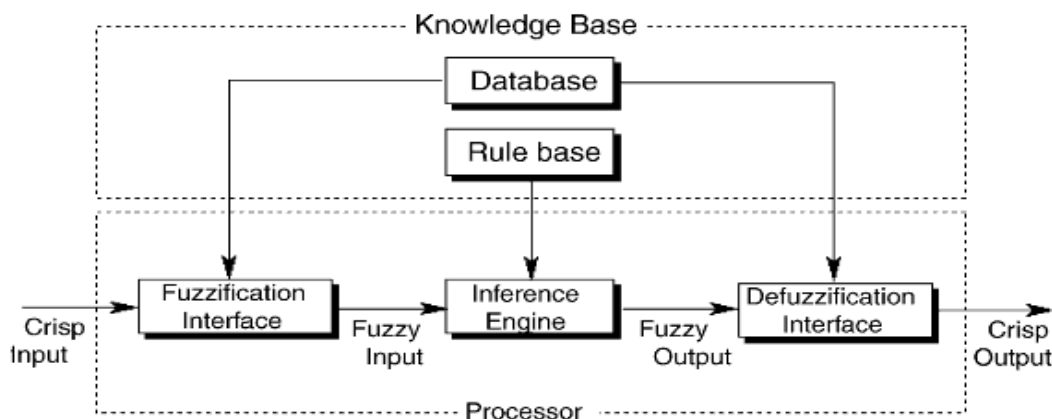 Knowledge Base
Database
Rule base
Fuzzification
Interface
Inference
Engine
Defuzzification
Interface
Crisp
Input
Fuzzy
Input
Fuzzy
Output
Crisp
Output
Processor